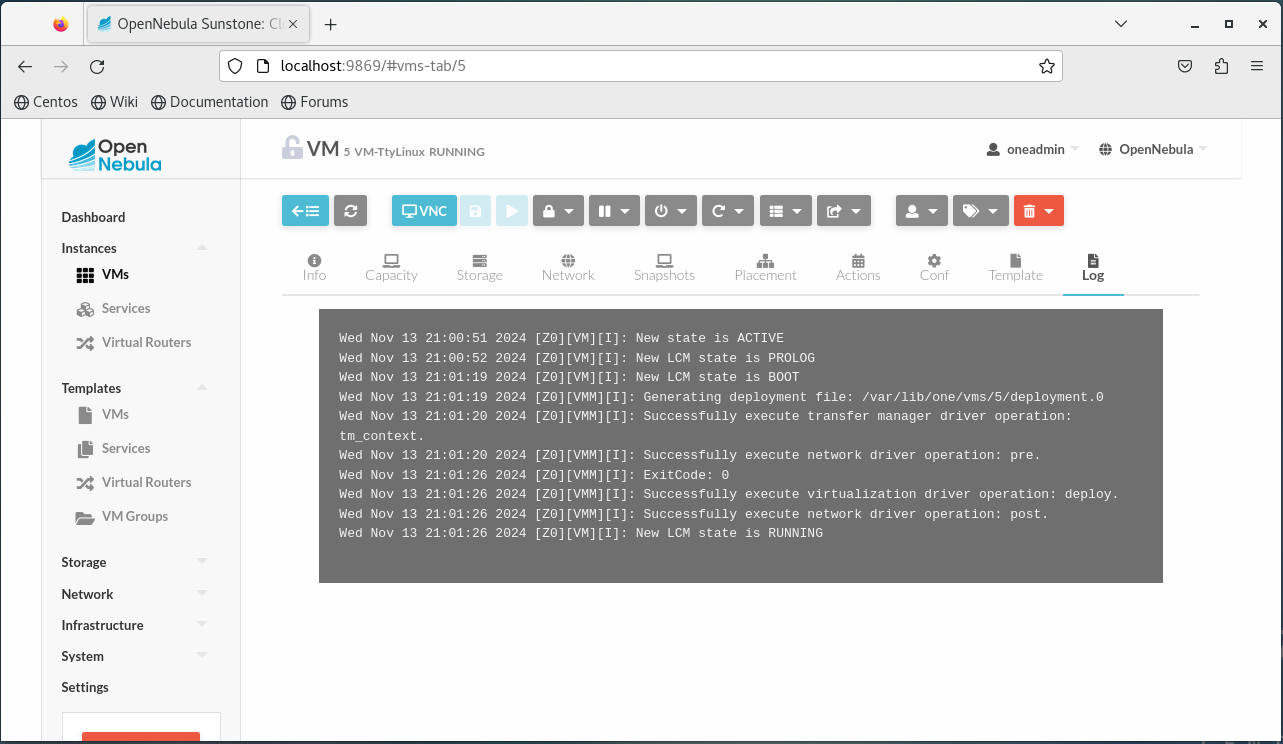 OpenNebula Sunstone: Cl
localhost:9869/#vms-tab/5
Centos Wiki Documentation Forums
Open
Nebula
VM 5 VM-TtyLinux RUNNING
oneadmin OpenNebula
VNC
Dashboard
Instances
VMs
Services
Virtual Routers
Templates
VMs
Services
Virtual Routers
VM Groups
Storage
Network
Infrastructure
System
Settings
Info Capacity Storage Network Snapshots Placement Actions Conf Template Log
Wed Nov 13 21:00:51 2024 [Z0][VM][I]: New state is ACTIVE
Wed Nov 13 21:00:52 2024 [Z0][VM][I]: New LCM state is PROLOG
Wed Nov 13 21:01:19 2024 [Z0][VM][I]: New LCM state is BOOT
Wed Nov 13 21:01:19 2024 [Z0][VMM][I]: Generating deployment file: /var/lib/one/vms/5/deployment.0
Wed Nov 13 21:01:20 2024 [Z0][VMM][I]: Successfully execute transfer manager driver operation:
tm_context.
Wed Nov 13 21:01:20 2024 [Z0][VMM][I]: Successfully execute network driver operation: pre.
Wed Nov 13 21:01:26 2024 [Z0][VMM][I]: ExitCode: 0
Wed Nov 13 21:01:26 2024 [Z0][VMM][I]: Successfully execute virtualization driver operation: deploy.
Wed Nov 13 21:01:26 2024 [Z0][VMM][I]: Successfully execute network driver operation: post.
Wed Nov 13 21:01:26 2024 [Z0][VM][I]: New LCM state is RUNNING